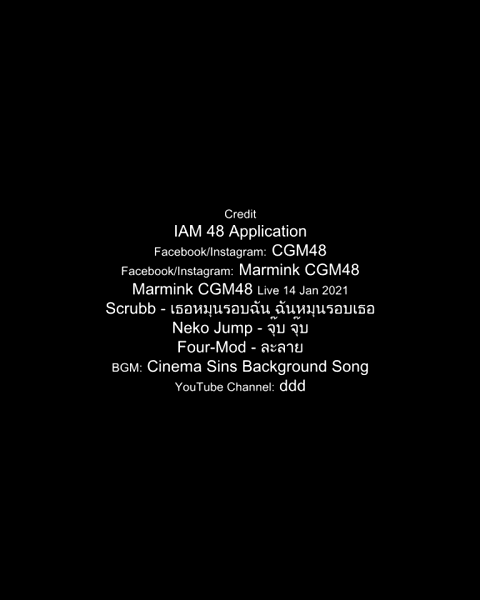 Credit
IAM 48 Application
Facebook/Instagram: CGM48
Facebook/Instagram: Marmink CGM48
Marmink CGM48 Live 14 Jan 2021
Scrubb - เธอหมุนรอบฉัน ฉันหมุนรอบเธอ
Neko Jump - จุ๊บ จุ๊บ
Four-Mod - ละลาย
BGM: Cinema Sins Background Song
YouTube Channel: ddd